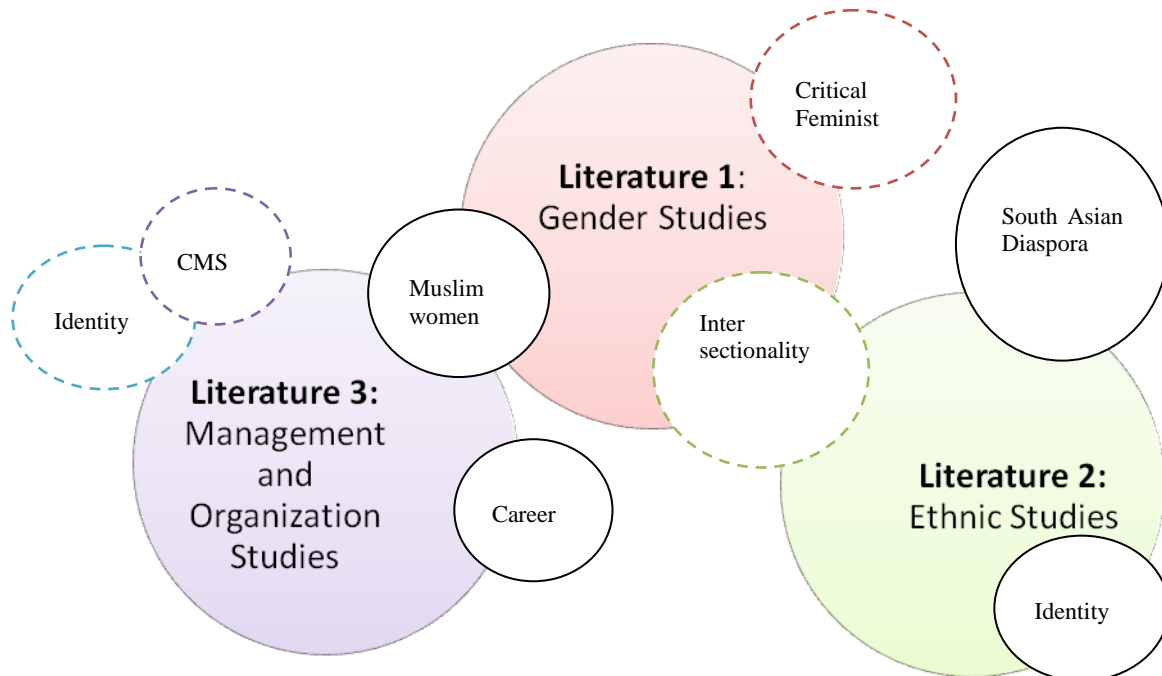 Critical
Feminist
Literature 1:
Gender Studies
South Asian
Diaspora
CMS
Identity
Muslim
women
Inter
sectionality
Literature 3:
Management
and
Organization
Studies
Career
Literature 2:
Ethnic Studies
Identity